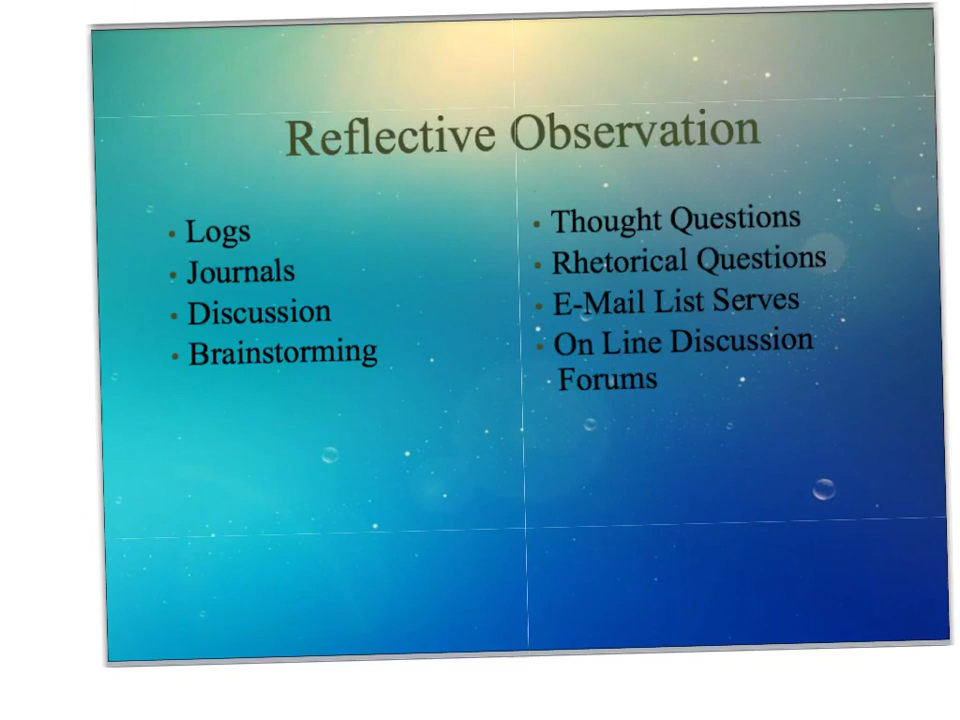 Reflective Observation
• Logs
• Journals
• Discussion
• Brainstorming
• Thought Questions
• Rhetorical Questions
• E-Mail List Serves
• On Line Discussion
Forums